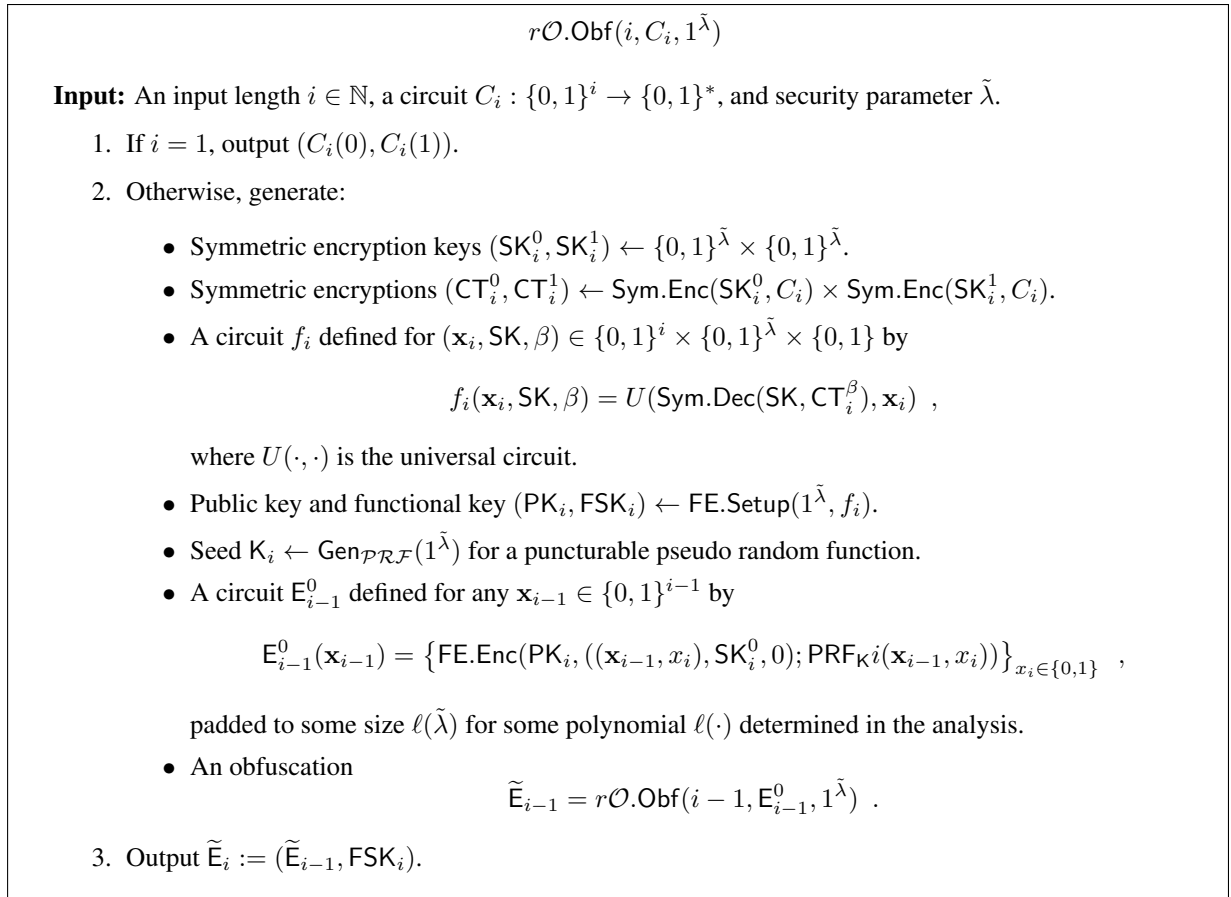 r𝒪.Obf(i, C_i, 1^{λ̃})
Input: An input length i ∈ ℕ, a circuit C_i : {0, 1}^i → {0, 1}^*, and security parameter λ̃.
1. If i = 1, output (C_i(0), C_i(1)).
2. Otherwise, generate:
• Symmetric encryption keys (SK_i^0, SK_i^1) ← {0, 1}^{λ̃} × {0, 1}^{λ̃}.
• Symmetric encryptions (CT_i^0, CT_i^1) ← Sym.Enc(SK_i^0, C_i) × Sym.Enc(SK_i^1, C_i).
• A circuit f_i defined for (𝐱_i, SK, β) ∈ {0, 1}^i × {0, 1}^{λ̃} × {0, 1} by
f_i(𝐱_i, SK, β) = U(Sym.Dec(SK, CT_i^β), 𝐱_i) ,
where U(·, ·) is the universal circuit.
• Public key and functional key (PK_i, FSK_i) ← FE.Setup(1^{λ̃}, f_i).
• Seed K_i ← Gen_{𝒫ℛℱ}(1^{λ̃}) for a puncturable pseudo random function.
• A circuit E_{i−1}^0 defined for any 𝐱_{i−1} ∈ {0, 1}^{i−1} by
E_{i−1}^0(𝐱_{i−1}) = {FE.Enc(PK_i, ((𝐱_{i−1}, x_i), SK_i^0, 0); PRF_K i(𝐱_{i−1}, x_i))}_{x_i∈{0,1}} ,
padded to some size ℓ(λ̃) for some polynomial ℓ(·) determined in the analysis.
• An obfuscation
Ẽ_{i−1} = r𝒪.Obf(i − 1, E_{i−1}^0, 1^{λ̃}) .
3. Output Ẽ_i := (Ẽ_{i−1}, FSK_i).